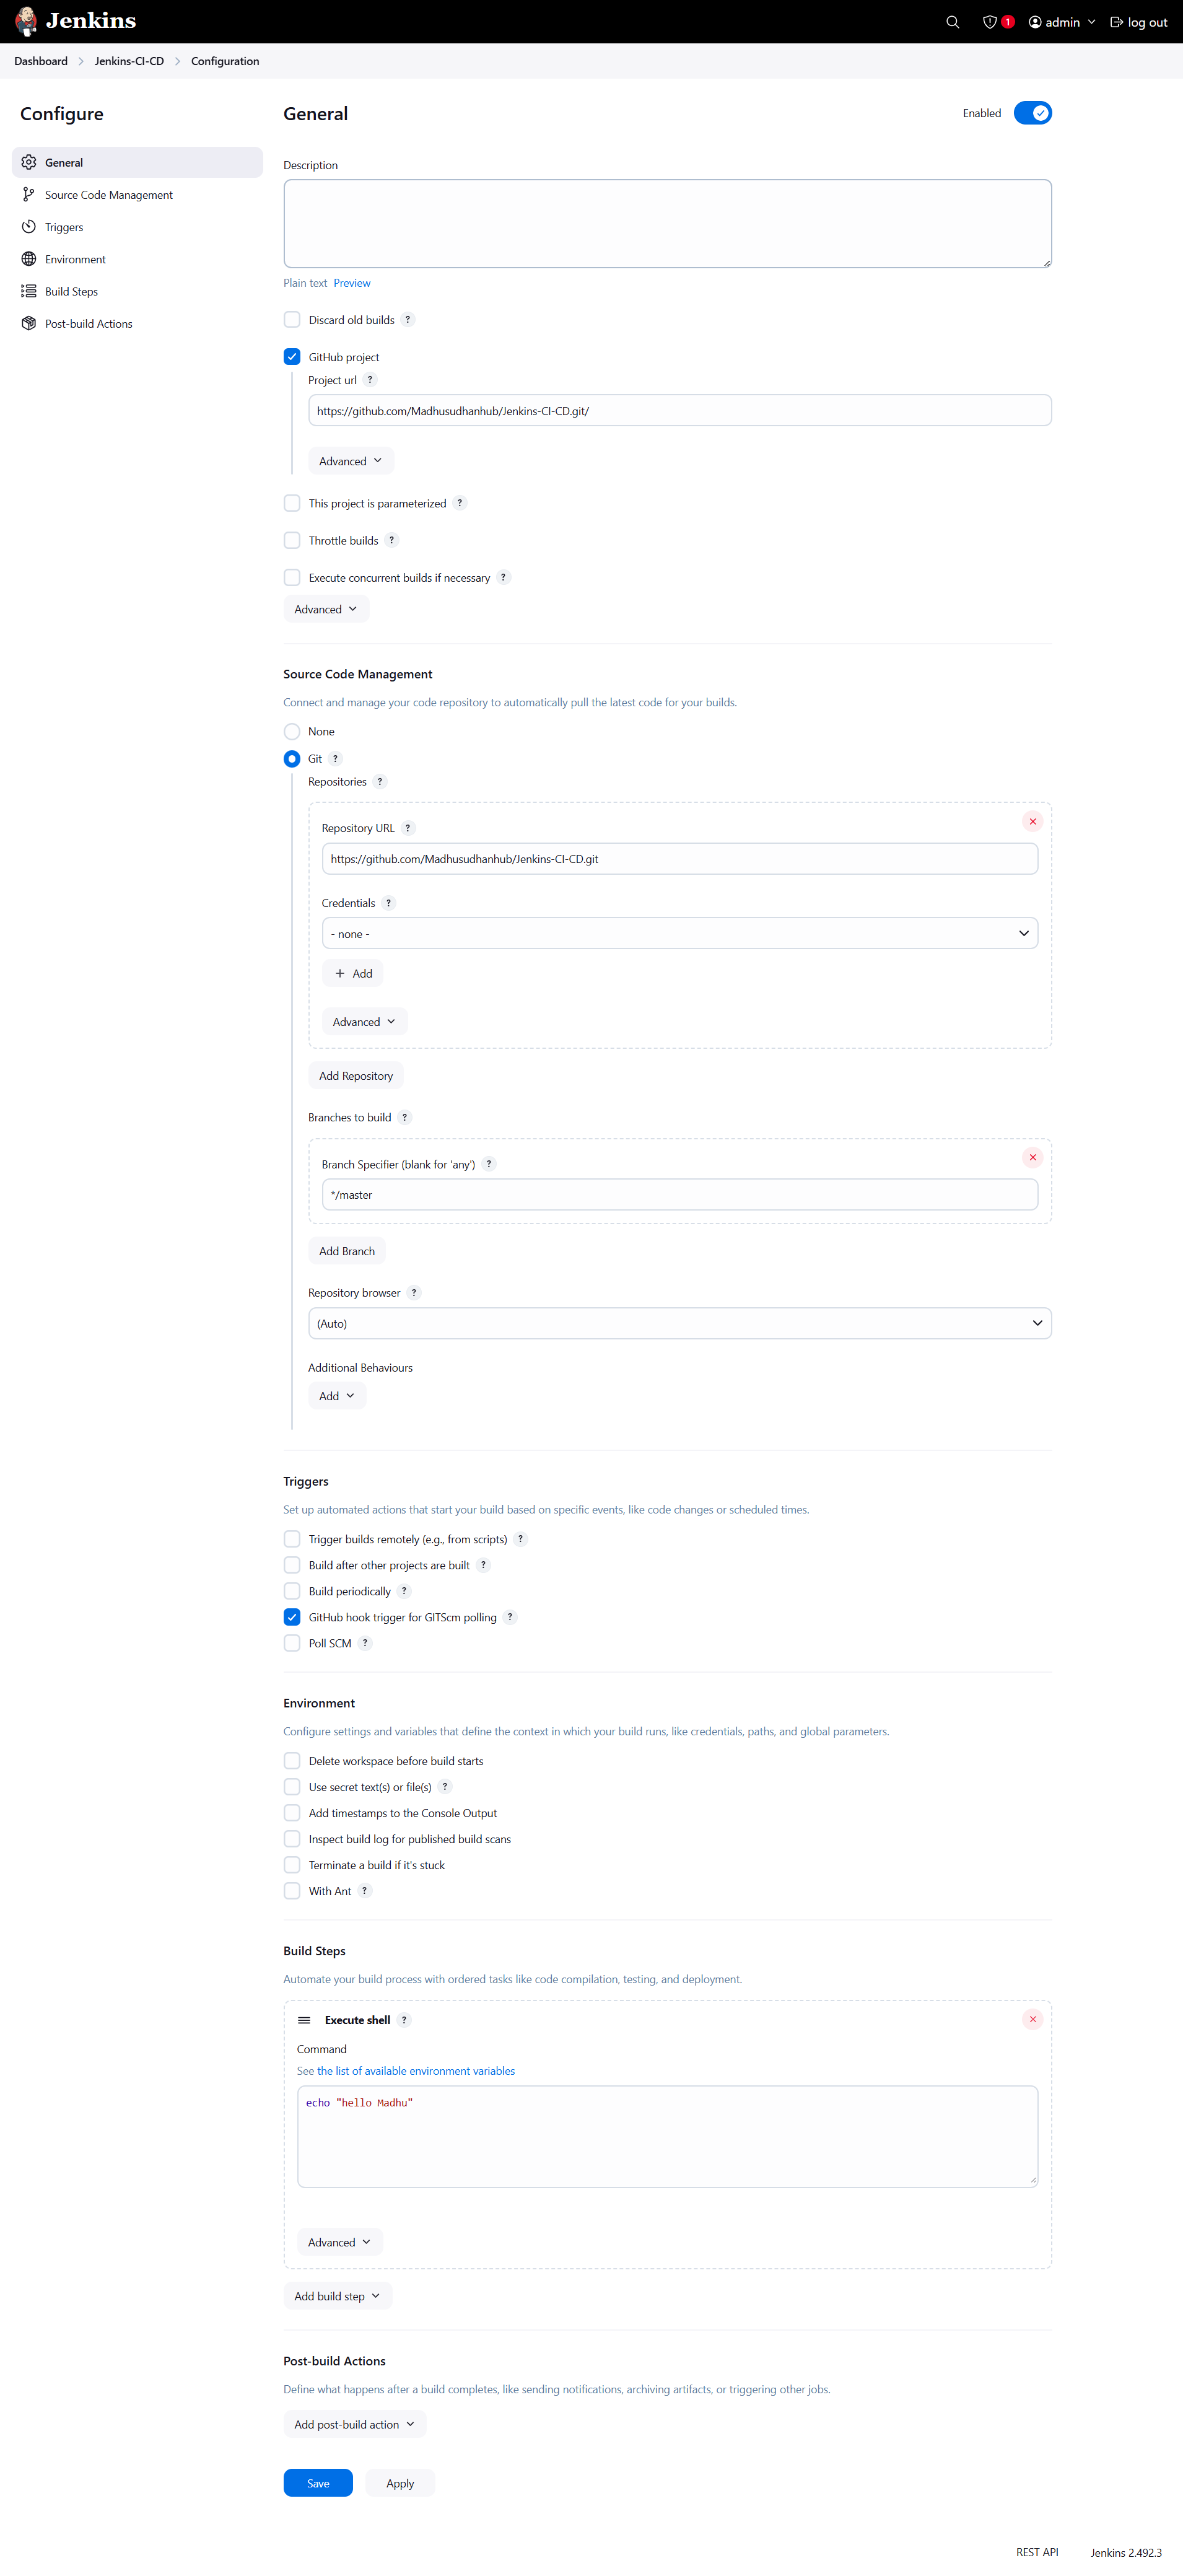 Jenkins
1
admin
log out
Dashboard
Jenkins-CI-CD
Configuration
Configure
General
Source Code Management
Triggers
Environment
Build Steps
Post-build Actions
General
Enabled
Description
Plain text Preview
Discard old builds ?
GitHub project
Project url ?
https://github.com/Madhusudhanhub/Jenkins-CI-CD.git/
Advanced
This project is parameterized ?
Throttle builds ?
Execute concurrent builds if necessary ?
Advanced
Source Code Management
Connect and manage your code repository to automatically pull the latest code for your builds.
None
Git ?
Repositories ?
Repository URL ?
https://github.com/Madhusudhanhub/Jenkins-CI-CD.git
Credentials ?
- none -
+ Add
Advanced
Add Repository
Branches to build ?
Branch Specifier (blank for 'any') ?
*/master
Add Branch
Repository browser ?
(Auto)
Additional Behaviours
Add
Triggers
Set up automated actions that start your build based on specific events, like code changes or scheduled times.
Trigger builds remotely (e.g., from scripts) ?
Build after other projects are built ?
Build periodically ?
GitHub hook trigger for GITScm polling ?
Poll SCM ?
Environment
Configure settings and variables that define the context in which your build runs, like credentials, paths, and global parameters.
Delete workspace before build starts
Use secret text(s) or file(s) ?
Add timestamps to the Console Output
Inspect build log for published build scans
Terminate a build if it's stuck
With Ant ?
Build Steps
Automate your build process with ordered tasks like code compilation, testing, and deployment.
Execute shell ?
Command
See the list of available environment variables
echo "hello Madhu"
Advanced
Add build step
Post-build Actions
Define what happens after a build completes, like sending notifications, archiving artifacts, or triggering other jobs.
Add post-build action
Save
Apply
REST API
Jenkins 2.492.3